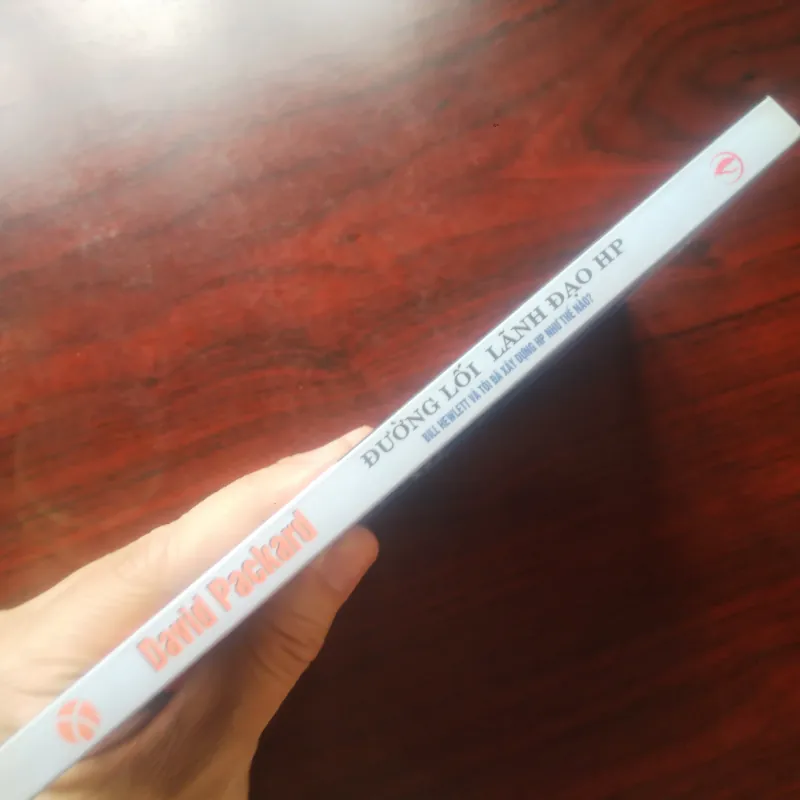 David Packard
ĐƯỜNG LỐI LÃNH ĐẠO HP
BILL HEWLETT VÀ TÔI ĐÃ XÂY DỰNG HP NHƯ THẾ NÀO?